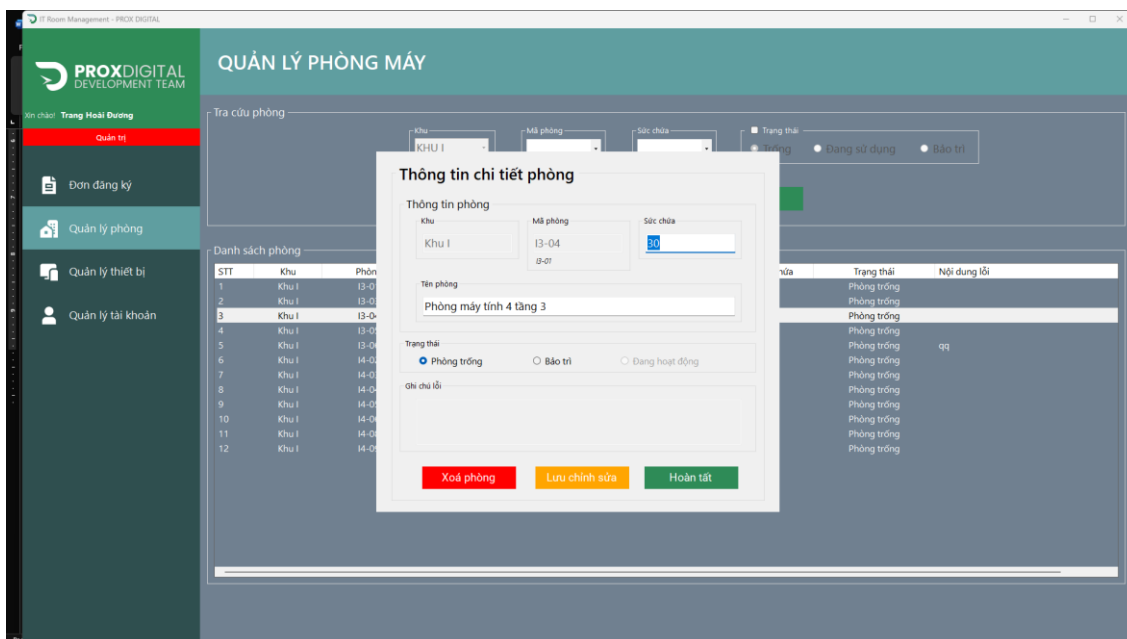 IT Room Management - PROX DIGITAL
PROXDIGITAL
DEVELOPMENT TEAM
QUẢN LÝ PHÒNG MÁY
Xin chào! Trang Hoài Đương
Quản trị
Đơn đăng ký
Quản lý phòng
Quản lý thiết bị
Quản lý tài khoản
Tra cứu phòng
Khu
Mã phòng
Sức chứa
Trạng thái
KHU I
Trống
Đang sử dụng
Bảo trì
Thông tin chi tiết phòng
Thông tin phòng
Khu
Mã phòng
Sức chứa
Khu I
I3-04
30
I3-01
Tên phòng
Phòng máy tính 4 tầng 3
Trạng thái
Phòng trống
Bảo trì
Đang hoạt động
Ghi chú lỗi
Xoá phòng
Lưu chỉnh sửa
Hoàn tất
Danh sách phòng
STT Khu Trạng thái Nội dung lỗi
1 Khu I Phòng trống
2 Khu I Phòng trống
3 Khu I Phòng trống
4 Khu I Phòng trống
5 Khu I Phòng trống qq
6 Khu I Phòng trống
7 Khu I Phòng trống
8 Khu I Phòng trống
9 Khu I Phòng trống
10 Khu I Phòng trống
11 Khu I Phòng trống
12 Khu I Phòng trống